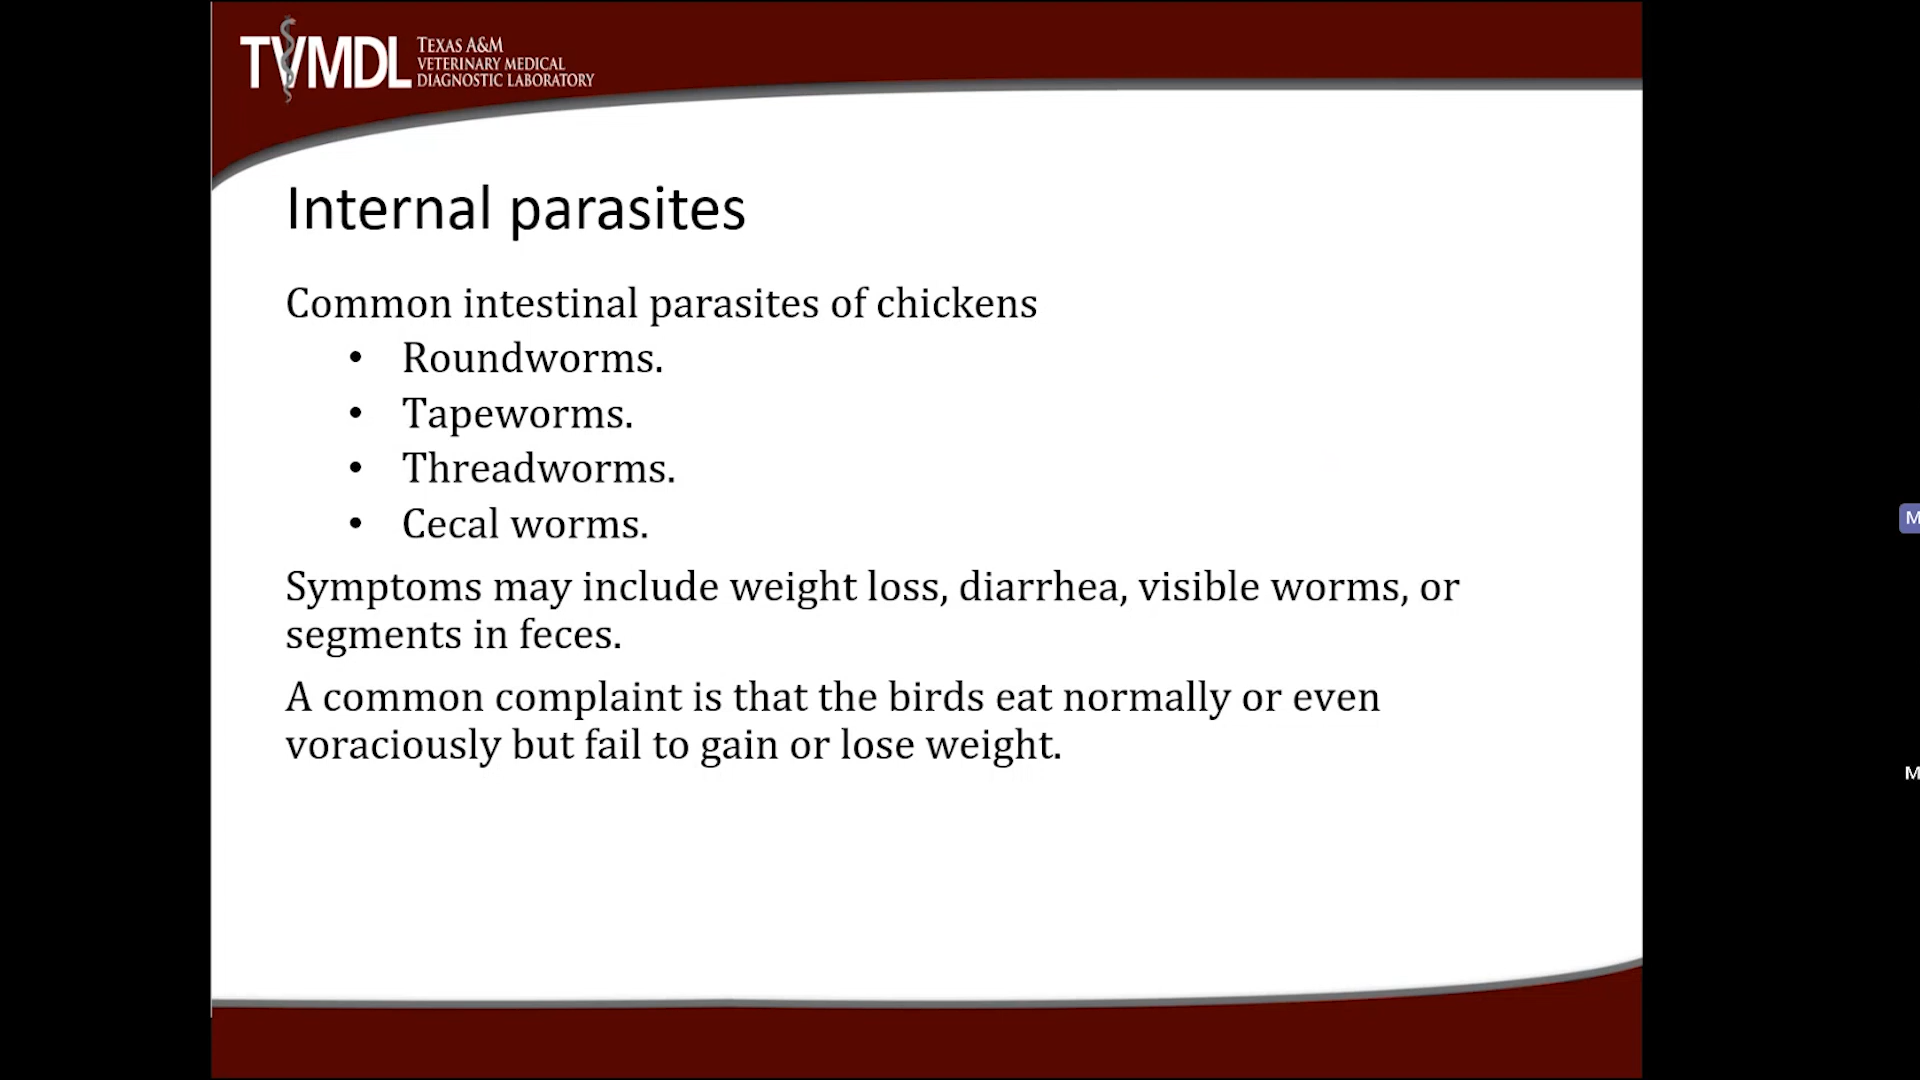 TVMDL
TEXAS A&M
VETERINARY MEDICAL
DIAGNOSTIC LABORATORY
Internal parasites
Common intestinal parasites of chickens
• Roundworms.
• Tapeworms.
• Threadworms.
• Cecal worms.
Symptoms may include weight loss, diarrhea, visible worms, or
segments in feces.
A common complaint is that the birds eat normally or even
voraciously but fail to gain or lose weight.
M
M